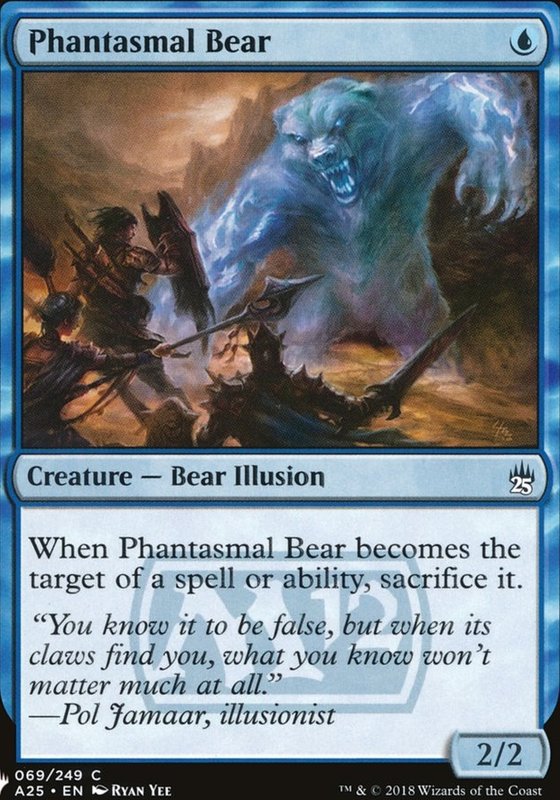 Phantasmal Bear
Creature — Bear Illusion
25
When Phantasmal Bear becomes the
target of a spell or ability, sacrifice it.
“You know it to be false, but when its
claws find you, what you know won’t
matter much at all.”
—Pol Jamaar, illusionist
2/2
069/249 C
A25 • EN Ryan Yee
™ & © 2018 Wizards of the Coast